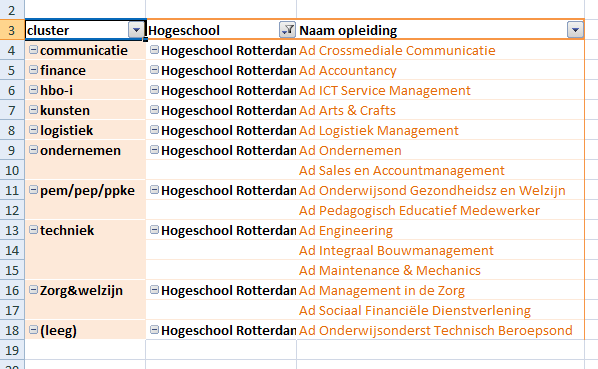 2
3 cluster Hogeschool Naam opleiding
4 communicatie Hogeschool Rotterdan Ad Crossmediale Communicatie
5 finance Hogeschool Rotterdan Ad Accountancy
6 hbo-i Hogeschool Rotterdan Ad ICT Service Management
7 kunsten Hogeschool Rotterdan Ad Arts & Crafts
8 logistiek Hogeschool Rotterdan Ad Logistiek Management
9 ondernemen Hogeschool Rotterdan Ad Ondernemen
10 Ad Sales en Accountmanagement
11 pem/pep/ppke Hogeschool Rotterdan Ad Onderwijsond Gezondheidsz en Welzijn
12 Ad Pedagogisch Educatief Medewerker
13 techniek Hogeschool Rotterdan Ad Engineering
14 Ad Integraal Bouwmanagement
15 Ad Maintenance & Mechanics
16 Zorg&welzijn Hogeschool Rotterdan Ad Management in de Zorg
17 Ad Sociaal Financiële Dienstverlening
18 (leeg) Hogeschool Rotterdan Ad Onderwijsonderst Technisch Beroepsond
19